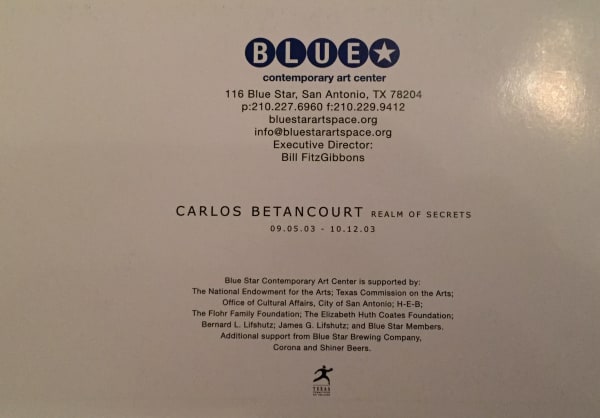 BLUE★
contemporary art center
116 Blue Star, San Antonio, TX 78204
p:210.227.6960 f:210.229.9412
bluestarartspace.org
info@bluestarartspace.org
Executive Director:
Bill FitzGibbons
CARLOS BETANCOURT REALM OF SECRETS
09.05.03 - 10.12.03
Blue Star Contemporary Art Center is supported by:
The National Endowment for the Arts; Texas Commission on the Arts;
Office of Cultural Affairs, City of San Antonio; H-E-B;
The Flohr Family Foundation; The Elizabeth Huth Coates Foundation;
Bernard L. Lifshutz; James G. Lifshutz; and Blue Star Members.
Additional support from Blue Star Brewing Company,
Corona and Shiner Beers.
TEXAS